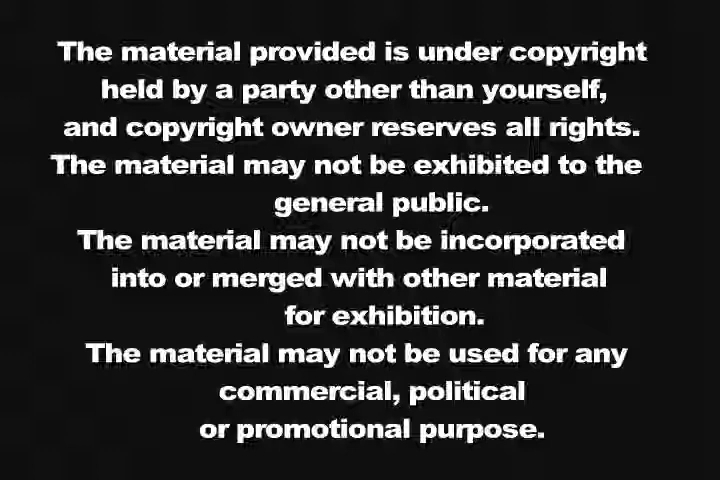 The material provided is under copyright
held by a party other than yourself,
and copyright owner reserves all rights.
The material may not be exhibited to the
general public.
The material may not be incorporated
into or merged with other material
for exhibition.
The material may not be used for any
commercial, political
or promotional purpose.